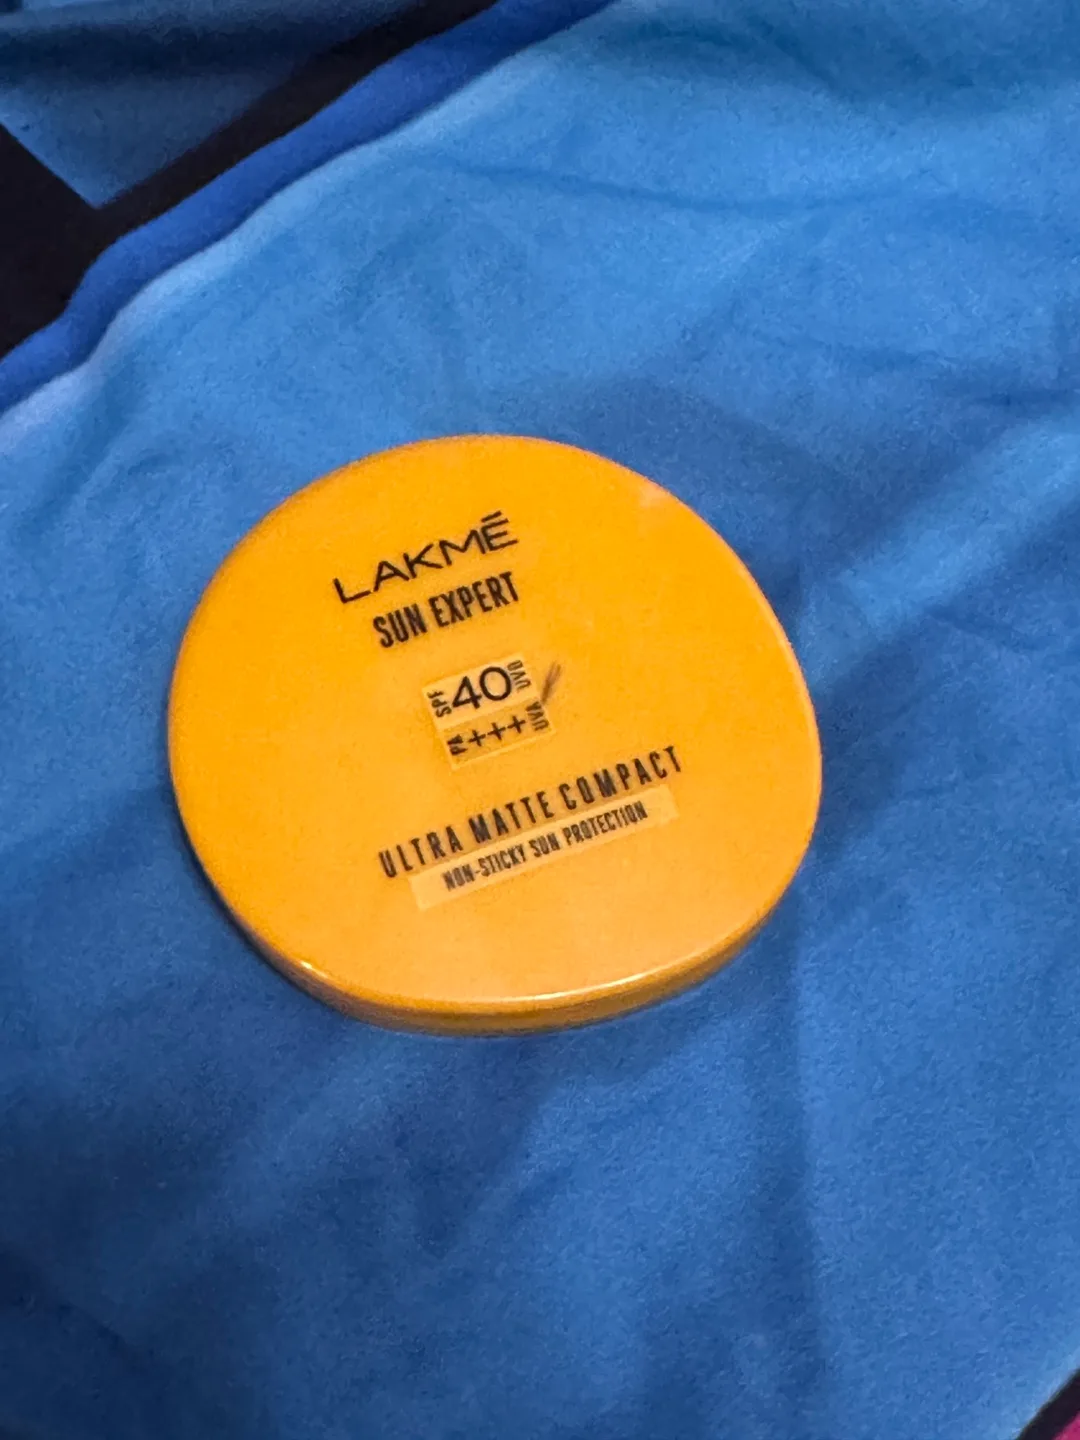 LAKMÉ
SUN EXPERT
SPF 40 UVB
PA +++ UVA
ULTRA MATTE COMPACT
NON-STICKY SUN PROTECTION